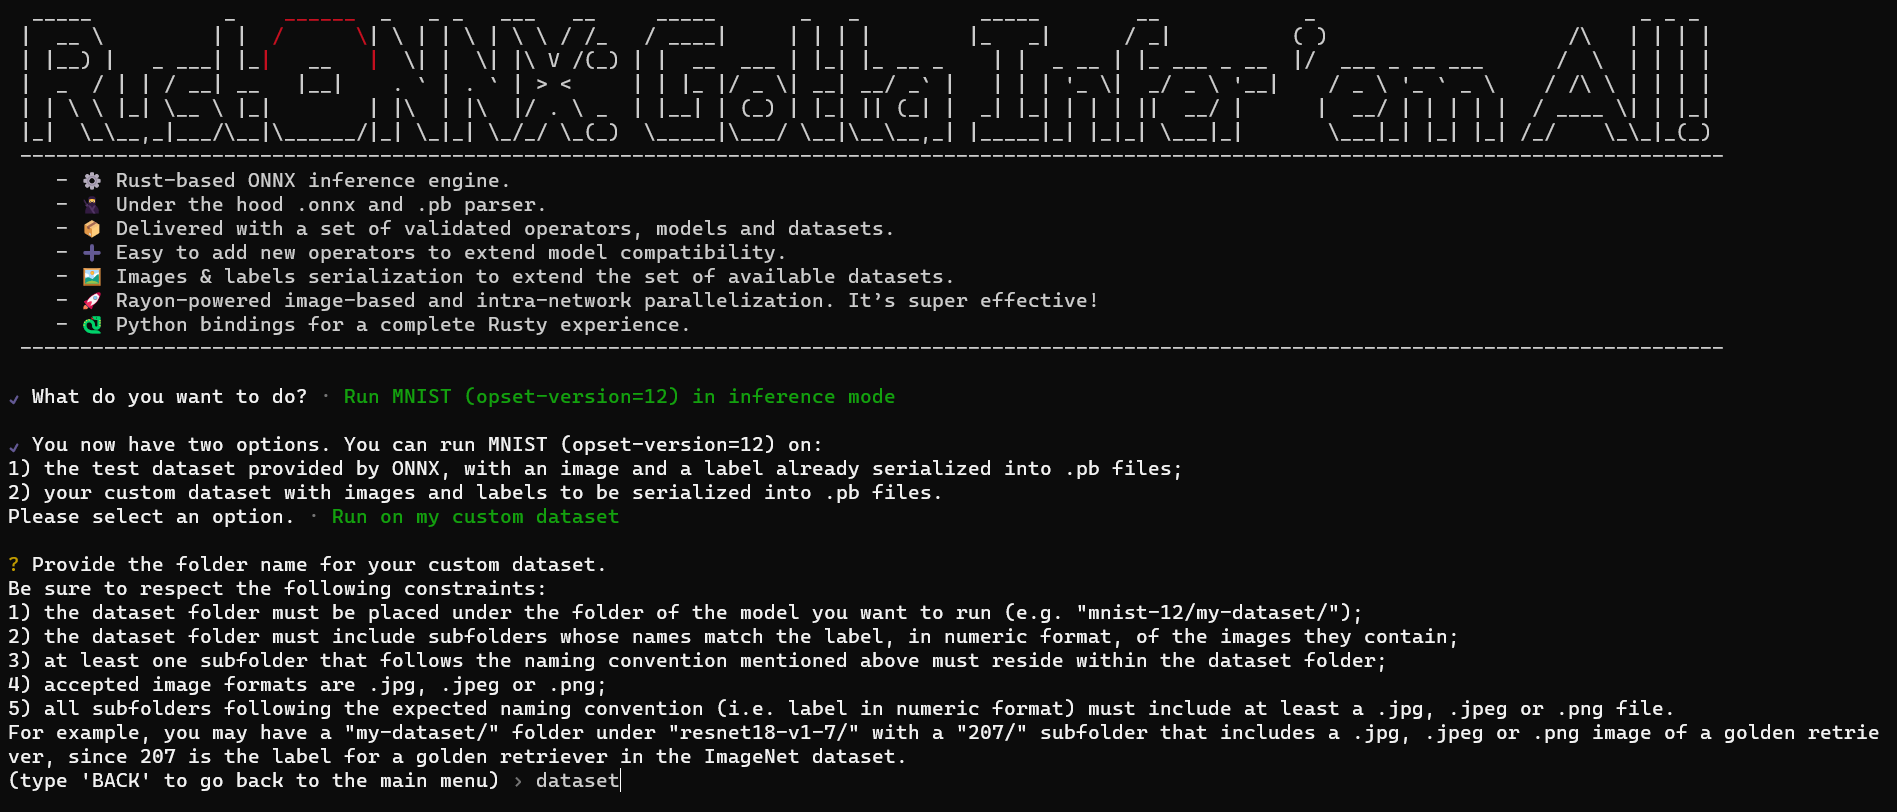 RustONNX: Gotta Infer 'em All!
- ⚙️ Rust-based ONNX inference engine.
- 🥷 Under the hood .onnx and .pb parser.
- 📦 Delivered with a set of validated operators, models and datasets.
- ➕ Easy to add new operators to extend model compatibility.
- 🖼️ Images & labels serialization to extend the set of available datasets.
- 🚀 Rayon-powered image-based and intra-network parallelization. It’s super effective!
- 🐍 Python bindings for a complete Rusty experience.
✔ What do you want to do? · Run MNIST (opset-version=12) in inference mode
✔ You now have two options. You can run MNIST (opset-version=12) on:
1) the test dataset provided by ONNX, with an image and a label already serialized into .pb files;
2) your custom dataset with images and labels to be serialized into .pb files.
Please select an option. · Run on my custom dataset
? Provide the folder name for your custom dataset.
Be sure to respect the following constraints:
1) the dataset folder must be placed under the folder of the model you want to run (e.g. "mnist-12/my-dataset/");
2) the dataset folder must include subfolders whose names match the label, in numeric format, of the images they contain;
3) at least one subfolder that follows the naming convention mentioned above must reside within the dataset folder;
4) accepted image formats are .jpg, .jpeg or .png;
5) all subfolders following the expected naming convention (i.e. label in numeric format) must include at least a .jpg, .jpeg or .png file.
For example, you may have a "my-dataset/" folder under "resnet18-v1-7/" with a "207/" subfolder that includes a .jpg, .jpeg or .png image of a golden retrie
ver, since 207 is the label for a golden retriever in the ImageNet dataset.
(type 'BACK' to go back to the main menu) › dataset